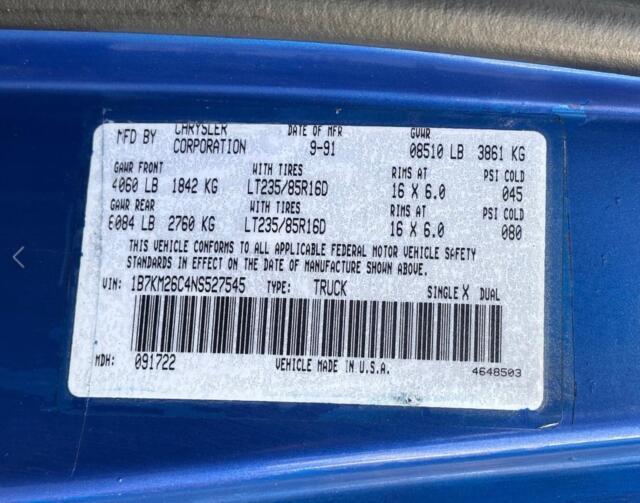 MFD BY CHRYSLER CORPORATION DATE OF MFR 9-91 GVWR 08510 LB 3861 KG
GAWR FRONT WITH TIRES RIMS AT PSI COLD
4060 LB 1842 KG LT235/85R16D 16 X 6.0 045
GAWR REAR WITH TIRES RIMS AT PSI COLD
6084 LB 2760 KG LT235/85R16D 16 X 6.0 080
THIS VEHICLE CONFORMS TO ALL APPLICABLE FEDERAL MOTOR VEHICLE SAFETY
STANDARDS IN EFFECT ON THE DATE OF MANUFACTURE SHOWN ABOVE.
VIN: 1B7KM26C4NS527545 TYPE: TRUCK SINGLE X DUAL
MDH: 091722 VEHICLE MADE IN U.S.A. 4648503